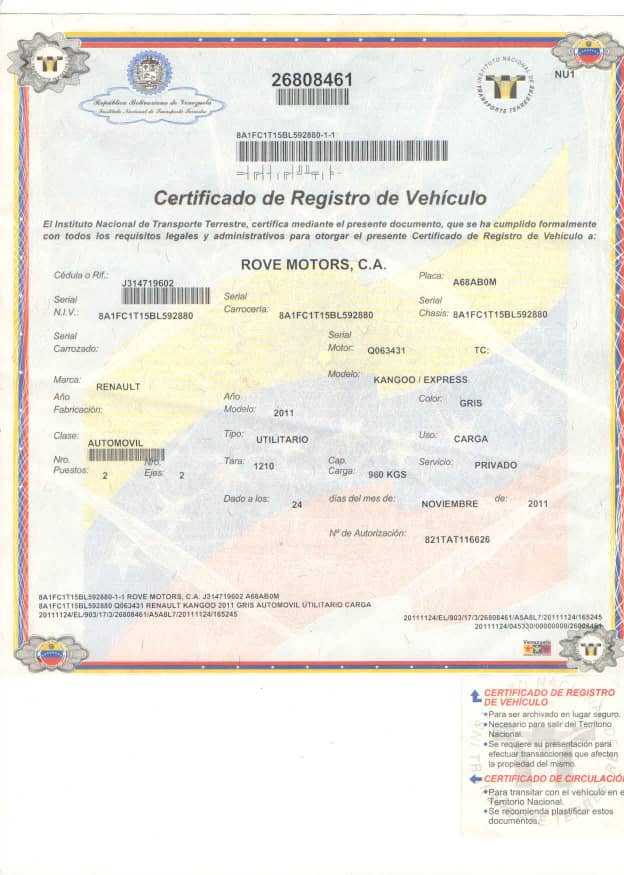 República Bolivariana de Venezuela
Instituto Nacional de Transporte Terrestre
26808461
INSTITUTO NACIONAL DE TRANSPORTE TERRESTRE
NU1
8A1FC1T15BL592880-1-1
Certificado de Registro de Vehículo
El Instituto Nacional de Transporte Terrestre, certifica mediante el presente documento, que se ha cumplido formalmente
con todos los requisitos legales y administrativos para otorgar el presente Certificado de Registro de Vehículo a:
ROVE MOTORS, C.A.
Cédula o Rif.: J314719602 Placa: A68AB0M
Serial N.I.V.: 8A1FC1T15BL592880 Serial Carrocería: 8A1FC1T15BL592880 Serial Chasis: 8A1FC1T15BL592880
Serial Carrozado: Serial Motor: Q063431 TC:
Marca: RENAULT Modelo: KANGOO / EXPRESS
Año Fabricación: Año Modelo: 2011 Color: GRIS
Clase: AUTOMOVIL Tipo: UTILITARIO Uso: CARGA
Nro. Puestos: 2 Nro. Ejes: 2 Tara: 1210 Cap. Carga: 960 KGS Servicio: PRIVADO
Dado a los: 24 días del mes de: NOVIEMBRE de: 2011
Nº de Autorización: 821TAT116626
8A1FC1T15BL592880-1-1 ROVE MOTORS, C.A. J314719602 A68AB0M
8A1FC1T15BL592880 Q063431 RENAULT KANGOO 2011 GRIS AUTOMOVIL UTILITARIO CARGA
20111124/EL/903/17/3/26808461/A5A8L7/20111124/165245
20111124/EL/903/17/3/26808461/A5A8L7/20111124/165245
20111124/045330/00000000/26808461
Venezuela
CERTIFICADO DE REGISTRO
DE VEHÍCULO
Para ser archivado en lugar seguro.
Necesario para salir del Territorio
Nacional.
Se requiere su presentación para
efectuar transacciones que afecten
la propiedad del mismo.
CERTIFICADO DE CIRCULACIÓN
Para transitar con el vehículo en e
Territorio Nacional.
Se recomienda plastificar estos
documentos.